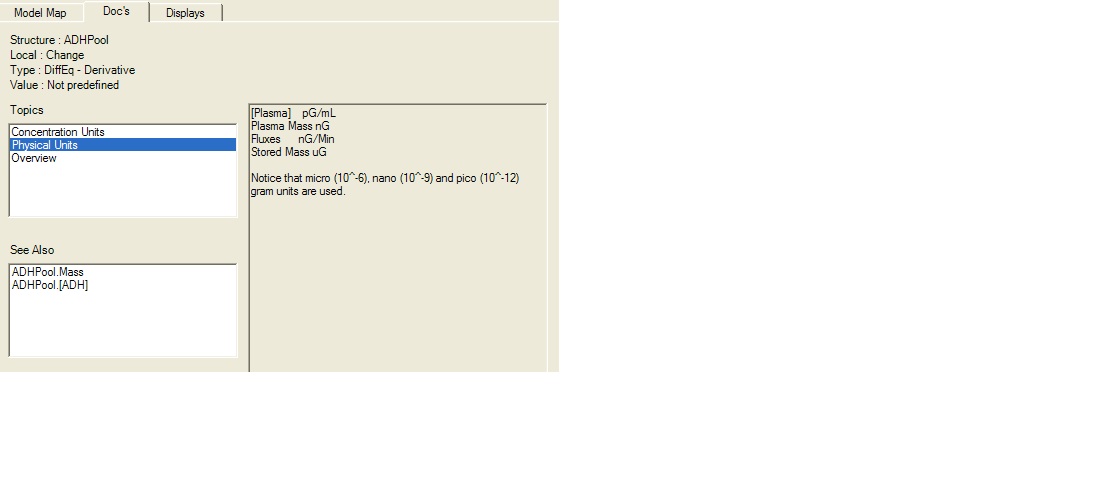 Model Map
Doc's
Displays
Structure : ADHPool
Local : Change
Type : DiffEq - Derivative
Value : Not predefined
Topics
Concentration Units
Physical Units
Overview
See Also
ADHPool.Mass
ADHPool.[ADH]
[Plasma] pG/mL
Plasma Mass nG
Fluxes nG/Min
Stored Mass uG
Notice that micro (10^-6), nano (10^-9) and pico (10^-12)
gram units are used.